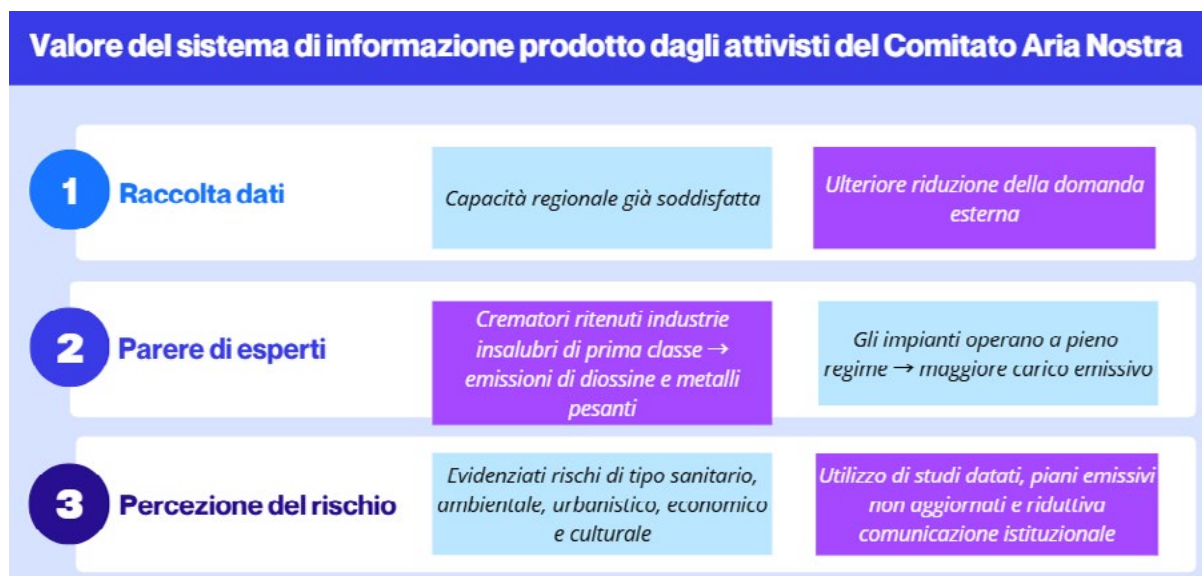 Valore del sistema di informazione prodotto dagli attivisti del Comitato Aria Nostra
1
Raccolta dati
Capacità regionale già soddisfatta
Ulteriore riduzione della domanda
esterna
2
Parere di esperti
Crematori ritenuti industrie
insalubri di prima classe →
emissioni di diossine e metalli
pesanti
Gli impianti operano a pieno
regime → maggiore carico emissivo
3
Percezione del rischio
Evidenziati rischi di tipo sanitario,
ambientale, urbanistico, economico
e culturale
Utilizzo di studi datati, piani emissivi
non aggiornati e riduttiva
comunicazione istituzionale